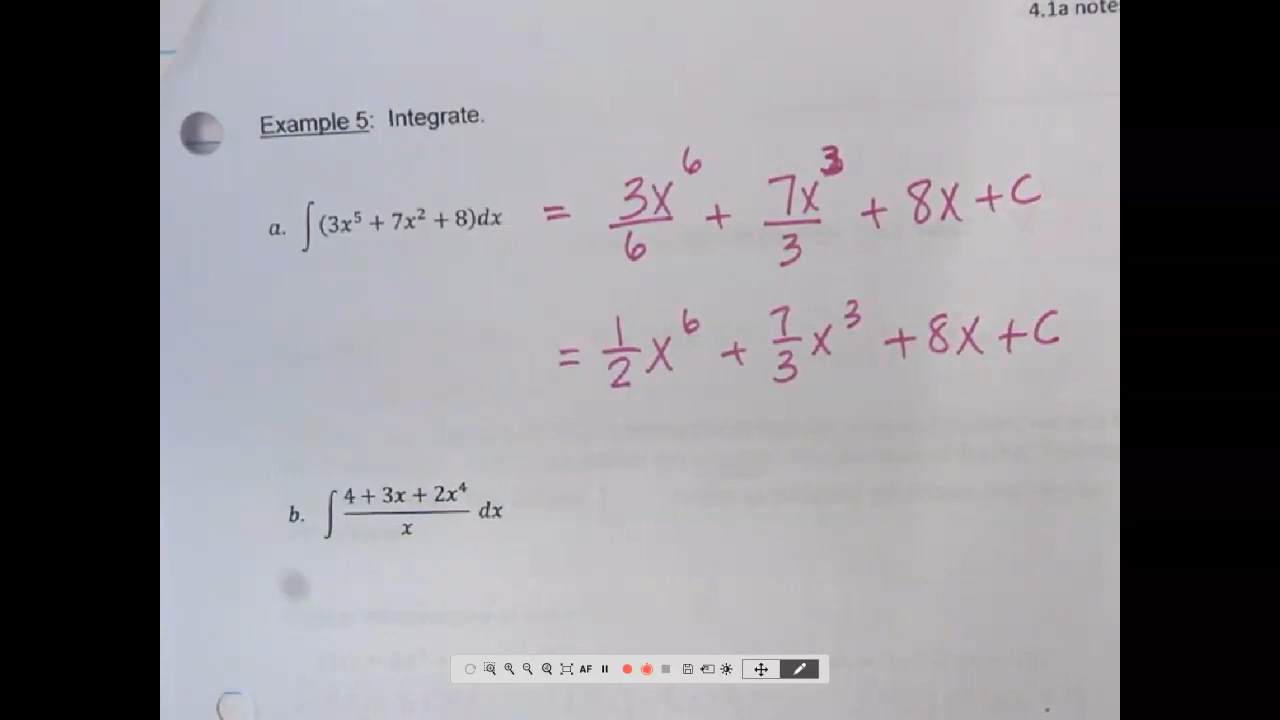 4.1a note
Example 5: Integrate.
a. ∫(3x⁵ + 7x² + 8)dx = 3x⁶/6 + 7x³/3 + 8x + C
= 1/2 x⁶ + 7/3 x³ + 8x + C
b. ∫ (4 + 3x + 2x⁴)/x dx
AF